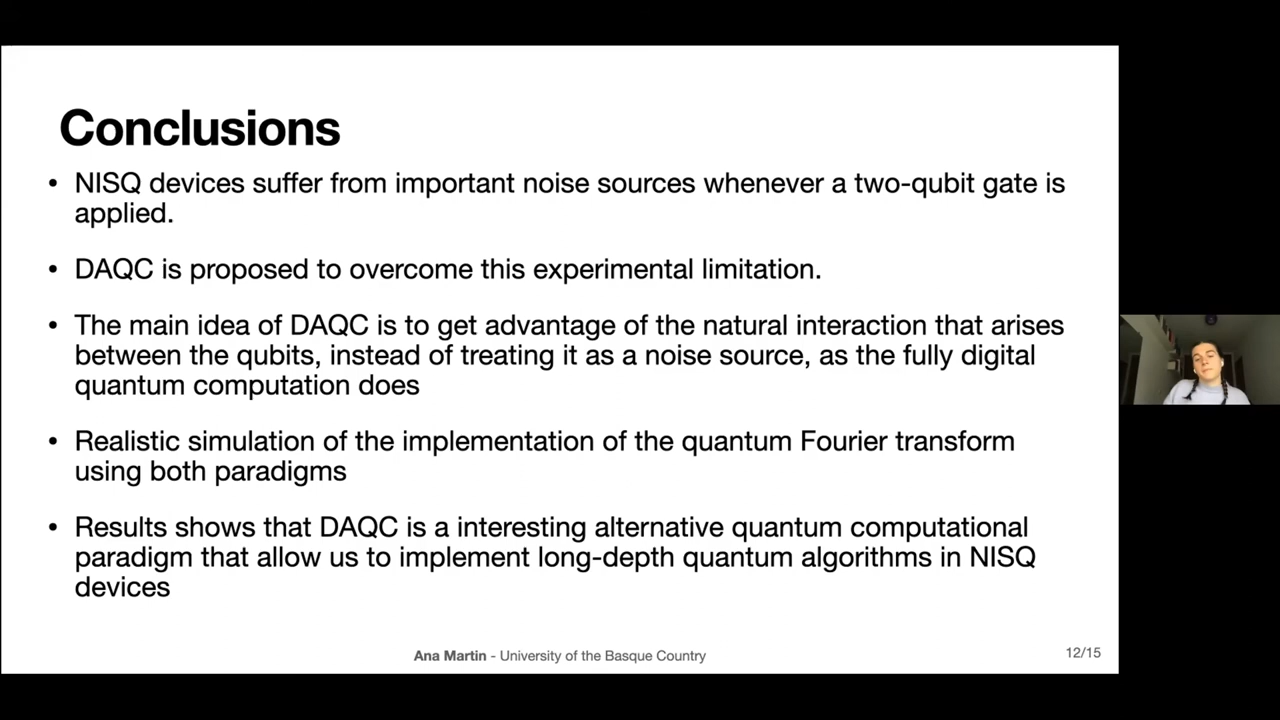 Conclusions
• NISQ devices suffer from important noise sources whenever a two-qubit gate is
applied.
• DAQC is proposed to overcome this experimental limitation.
• The main idea of DAQC is to get advantage of the natural interaction that arises
between the qubits, instead of treating it as a noise source, as the fully digital
quantum computation does
• Realistic simulation of the implementation of the quantum Fourier transform
using both paradigms
• Results shows that DAQC is a interesting alternative quantum computational
paradigm that allow us to implement long-depth quantum algorithms in NISQ
devices
Ana Martin - University of the Basque Country
12/15